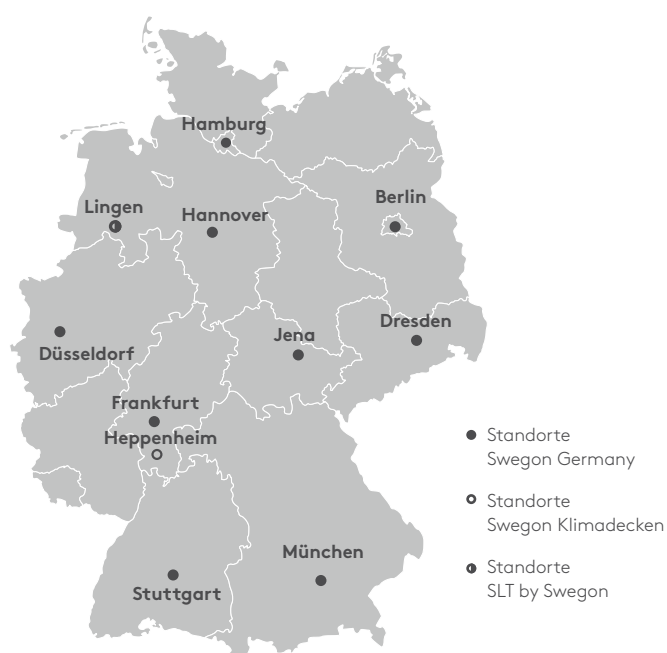 Hamburg
Berlin
Lingen
Hannover
Dresden
Jena
Düsseldorf
Frankfurt
Heppenheim
München
Stuttgart
Standorte
Swegon Germany
Standorte
Swegon Klimadecken
Standorte
SLT by Swegon